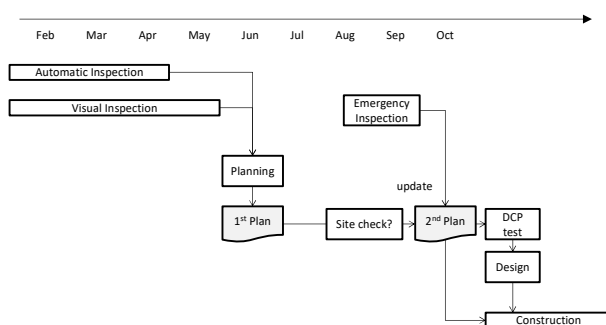 Feb Mar Apr May Jun Jul Aug Sep Oct
Automatic Inspection
Visual Inspection
Emergency
Inspection
Planning
update
1st Plan
Site check?
2nd Plan
DCP
test
Design
Construction